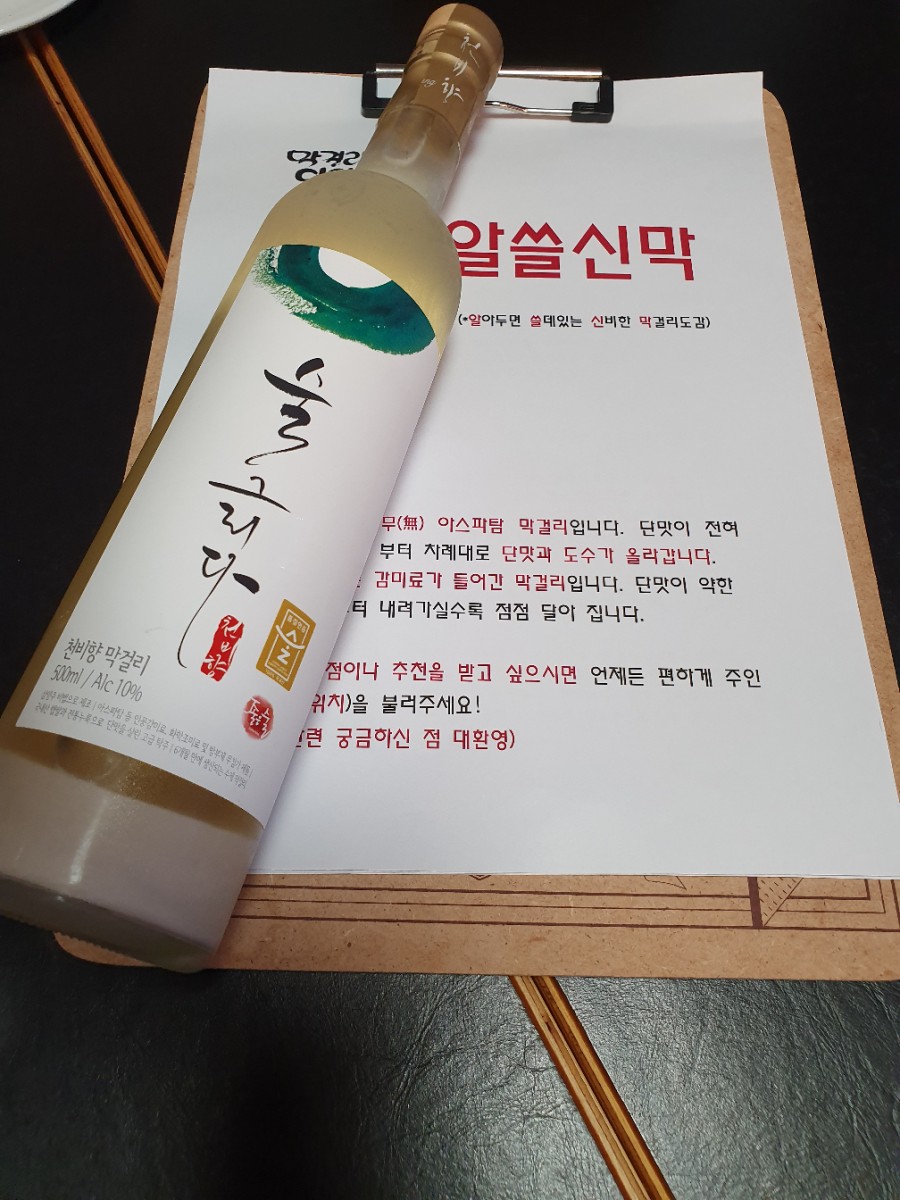 천비향
막걸리
알쓸신막
(*알아두면 쓸데있는 신비한 막걸리도감)
무(無) 아스파탐 막걸리입니다. 단맛이 전혀
부터 차례대로 단맛과 도수가 올라갑니다.
감미료가 들어간 막걸리입니다. 단맛이 약한
내려가실수록 점점 달아 집니다.
점이나 추천을 받고 싶으시면 언제든 편하게 주인
위치)을 불러주세요!
궁금하신 점 대환영)
술그리다
천비향
술
천비향 막걸리
500ml / Alc 10%